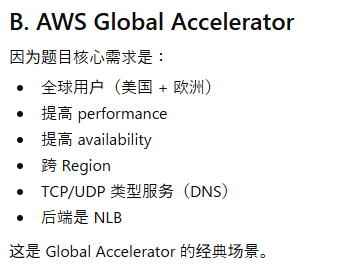 B. AWS Global Accelerator
因为题目核心需求是：
• 全球用户（美国 + 欧洲）
• 提高 performance
• 提高 availability
• 跨 Region
• TCP/UDP 类型服务（DNS）
• 后端是 NLB
这是 Global Accelerator 的经典场景。